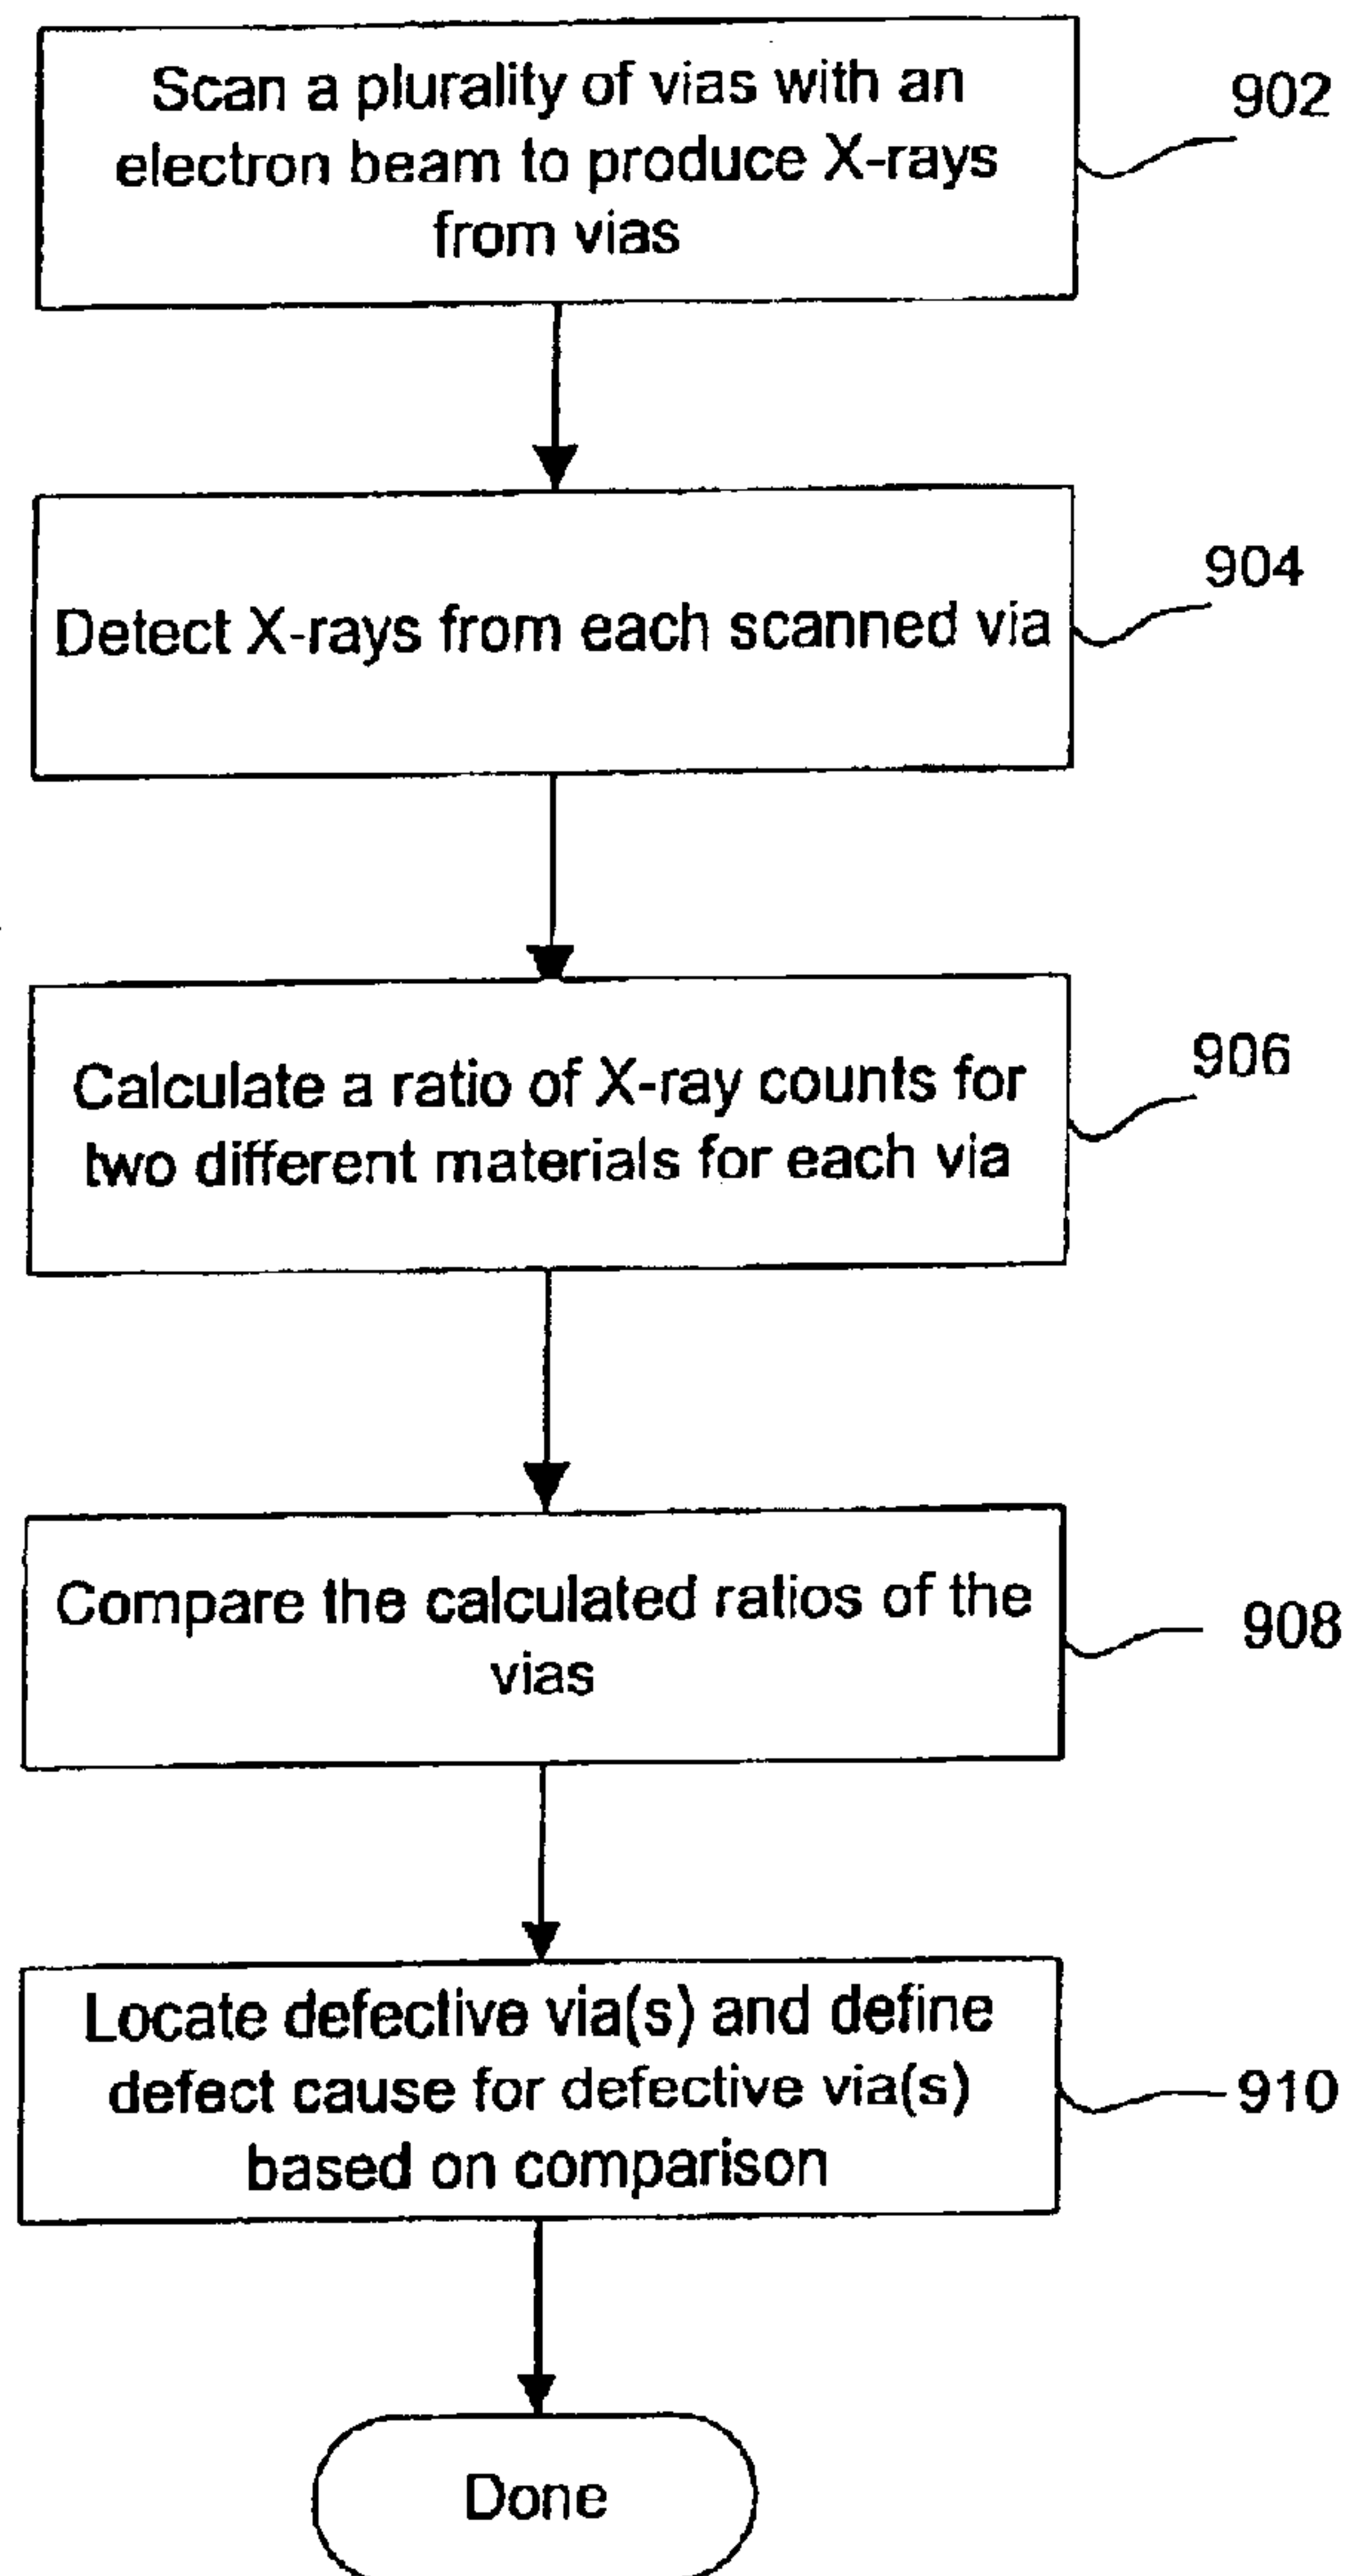 Scan a plurality of vias with an
electron beam to produce X-rays
from vias
902
Detect X-rays from each scanned via
904
Calculate a ratio of X-ray counts for
two different materials for each via
906
Compare the calculated ratios of the
vias
908
Locate defective via(s) and define
defect cause for defective via(s)
based on comparison
910
Done